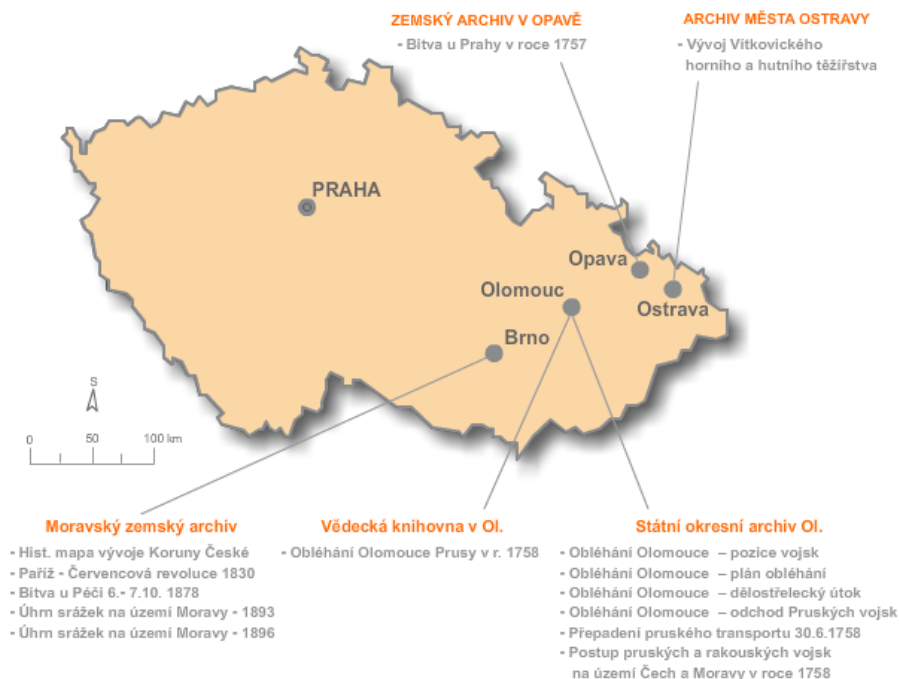 ZEMSKÝ ARCHIV V OPAVĚ
- Bitva u Prahy v roce 1757
ARCHIV MĚSTA OSTRAVY
- Vývoj Vítkovického
horního a hutního těžířstva
PRAHA
Opava
Olomouc
Ostrava
Brno
S
0 50 100 km
Moravský zemský archiv
- Hist. mapa vývoje Koruny České
- Paříž - Červencová revoluce 1830
- Bitva u Péči 6.- 7.10. 1878
- Úhrn srážek na území Moravy - 1893
- Úhrn srážek na území Moravy - 1896
Vědecká knihovna v Ol.
- Obléhání Olomouce Prusy v r. 1758
Státní okresní archiv Ol.
- Obléhání Olomouce – pozice vojsk
- Obléhání Olomouce – plán obléhání
- Obléhání Olomouce – dělostřelecký útok
- Obléhání Olomouce – odchod Pruských vojsk
- Přepadení pruského transportu 30.6.1758
- Postup pruských a rakouských vojsk
na území Čech a Moravy v roce 1758